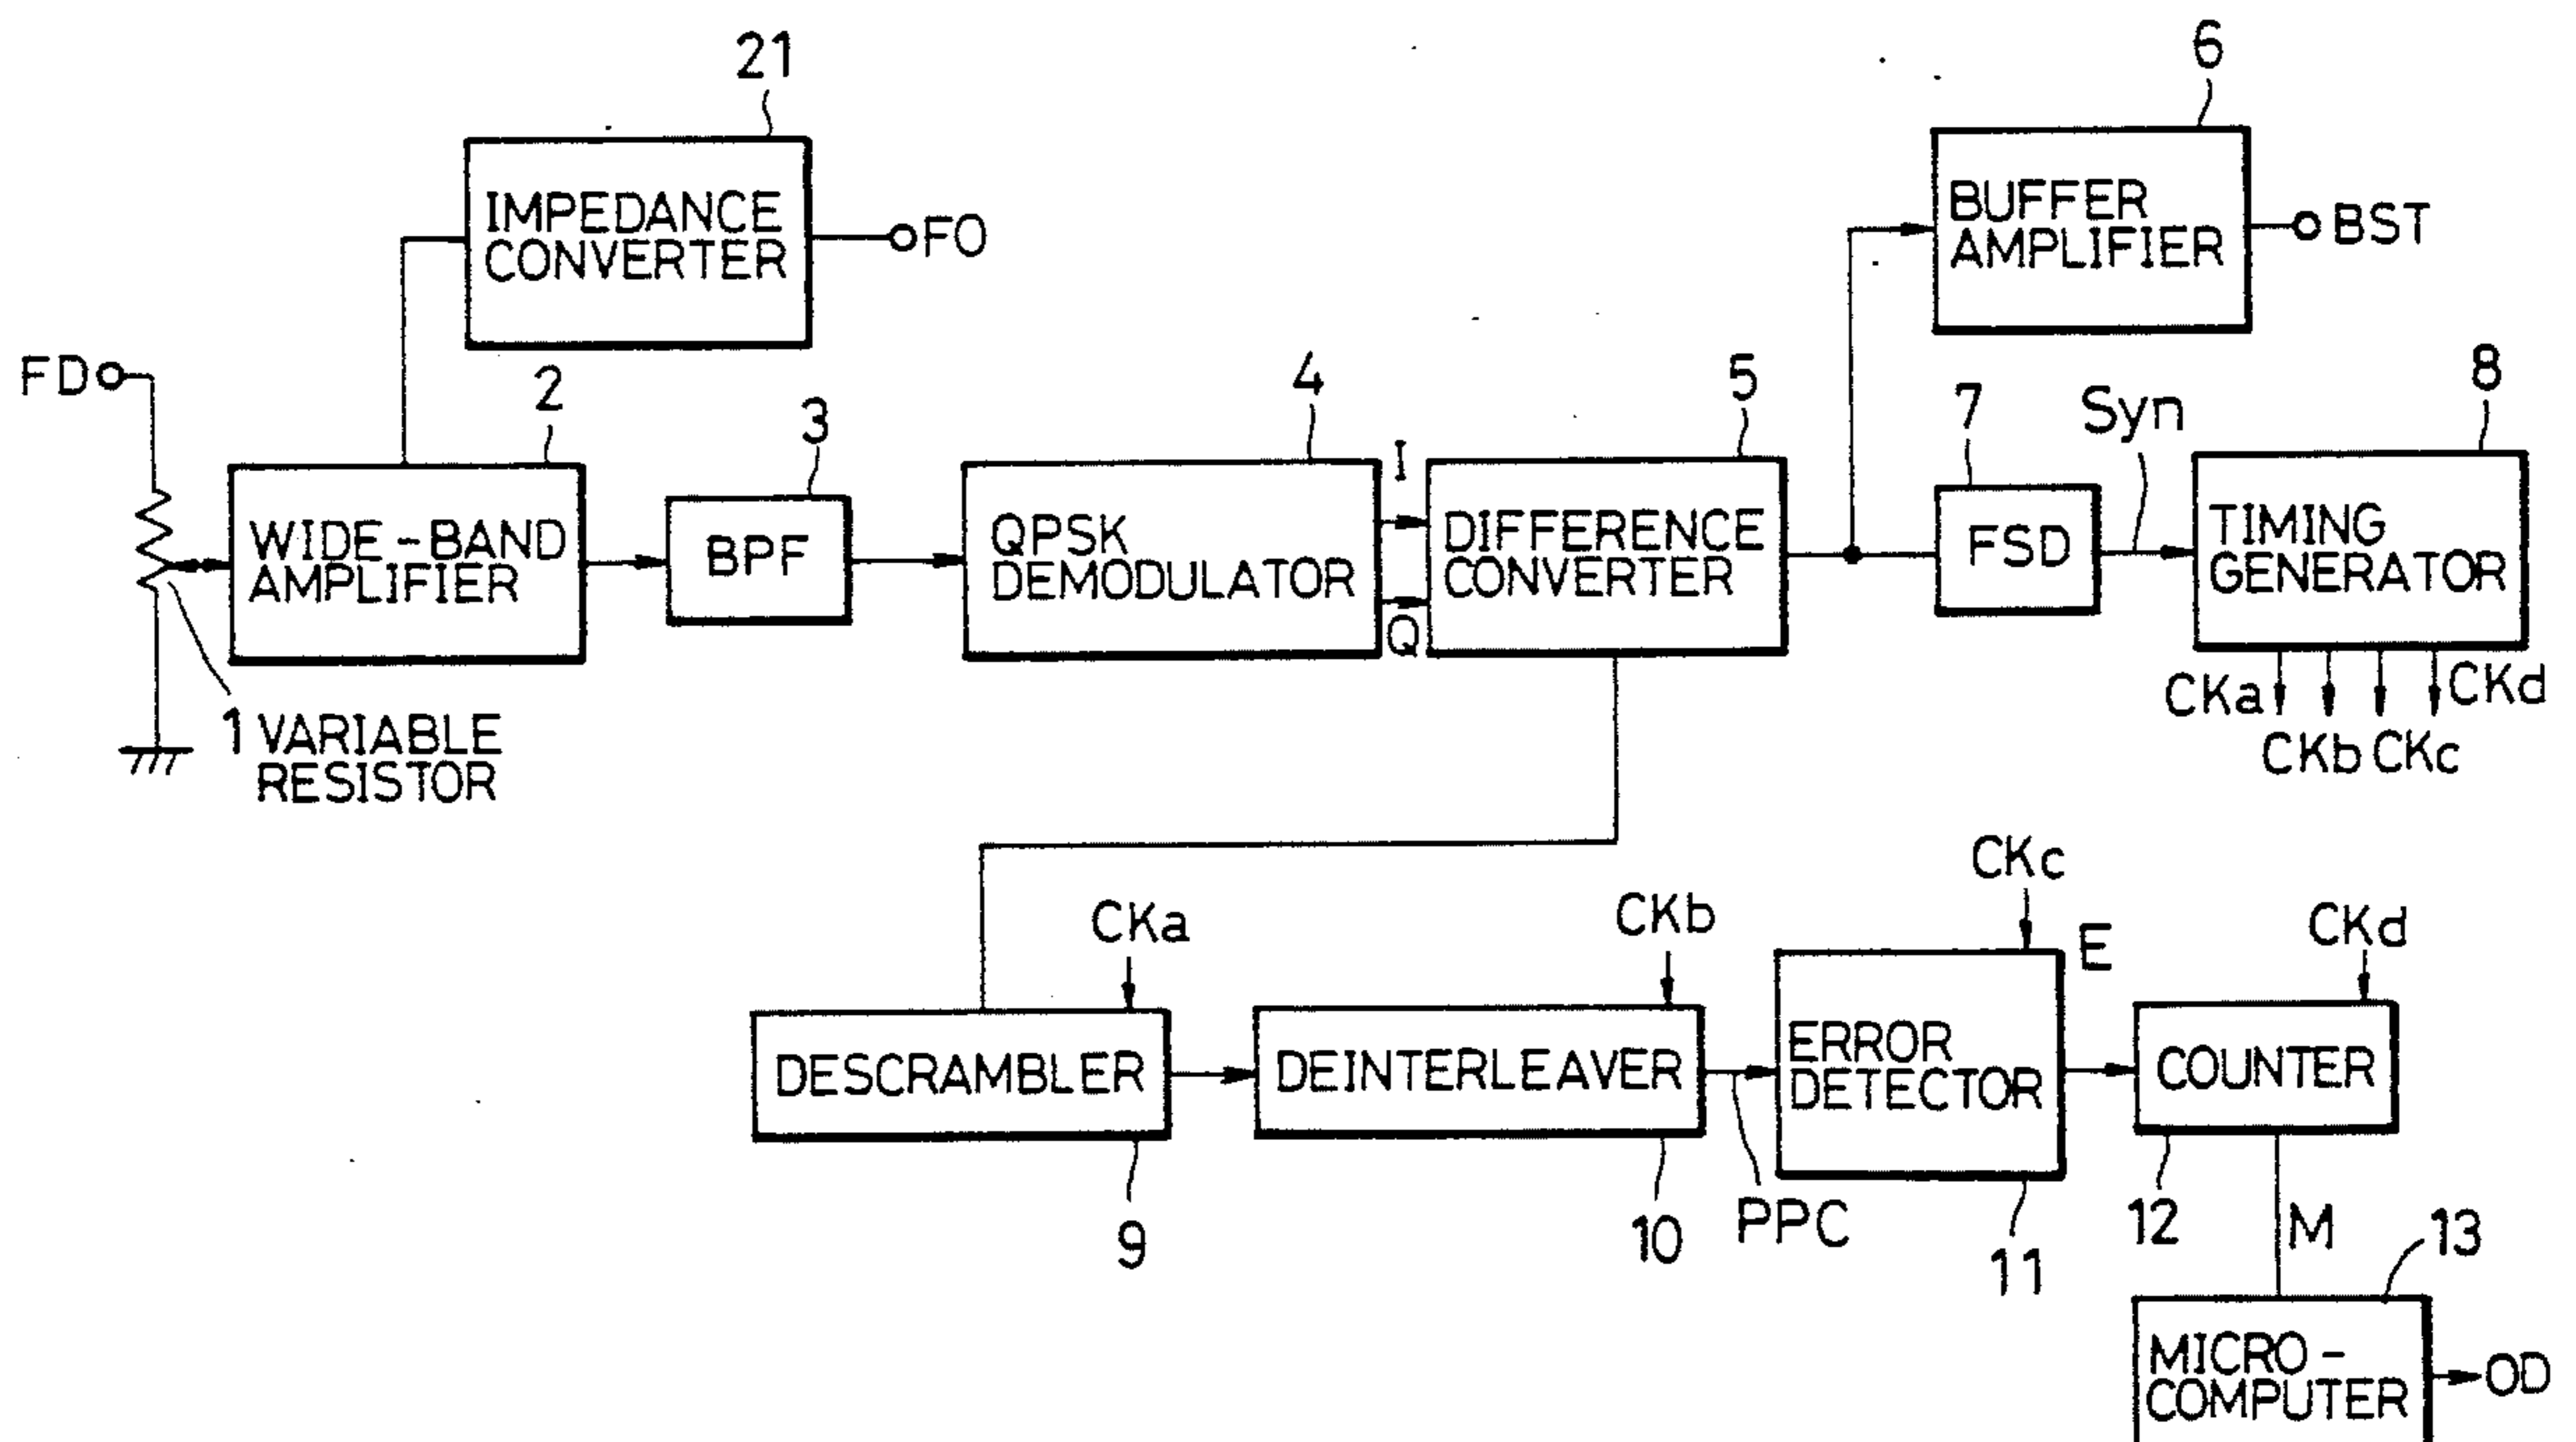 21
6
IMPEDANCE
CONVERTER
FO
BUFFER
AMPLIFIER
BST
FD
2
3
4
5
7
Syn
8
WIDE-BAND
AMPLIFIER
BPF
QPSK
DEMODULATOR
I
Q
DIFFERENCE
CONVERTER
FSD
TIMING
GENERATOR
CKa
CKd
CKb CKc
1 VARIABLE
RESISTOR
CKa
CKb
CKc
E
CKd
DESCRAMBLER
DEINTERLEAVER
ERROR
DETECTOR
COUNTER
9
10
PPC
11
12
M
13
MICRO-
COMPUTER
OD